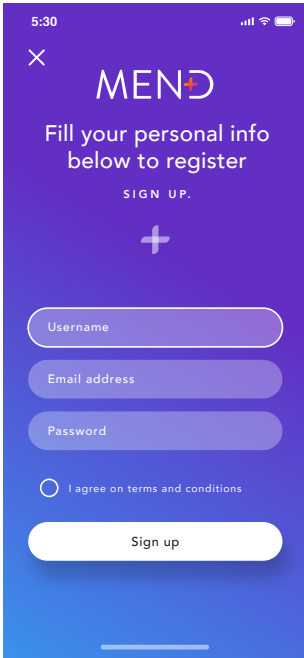 5:30
MEND
Fill your personal info
below to register
SIGN UP.
Username
Email address
Password
I agree on terms and conditions
Sign up